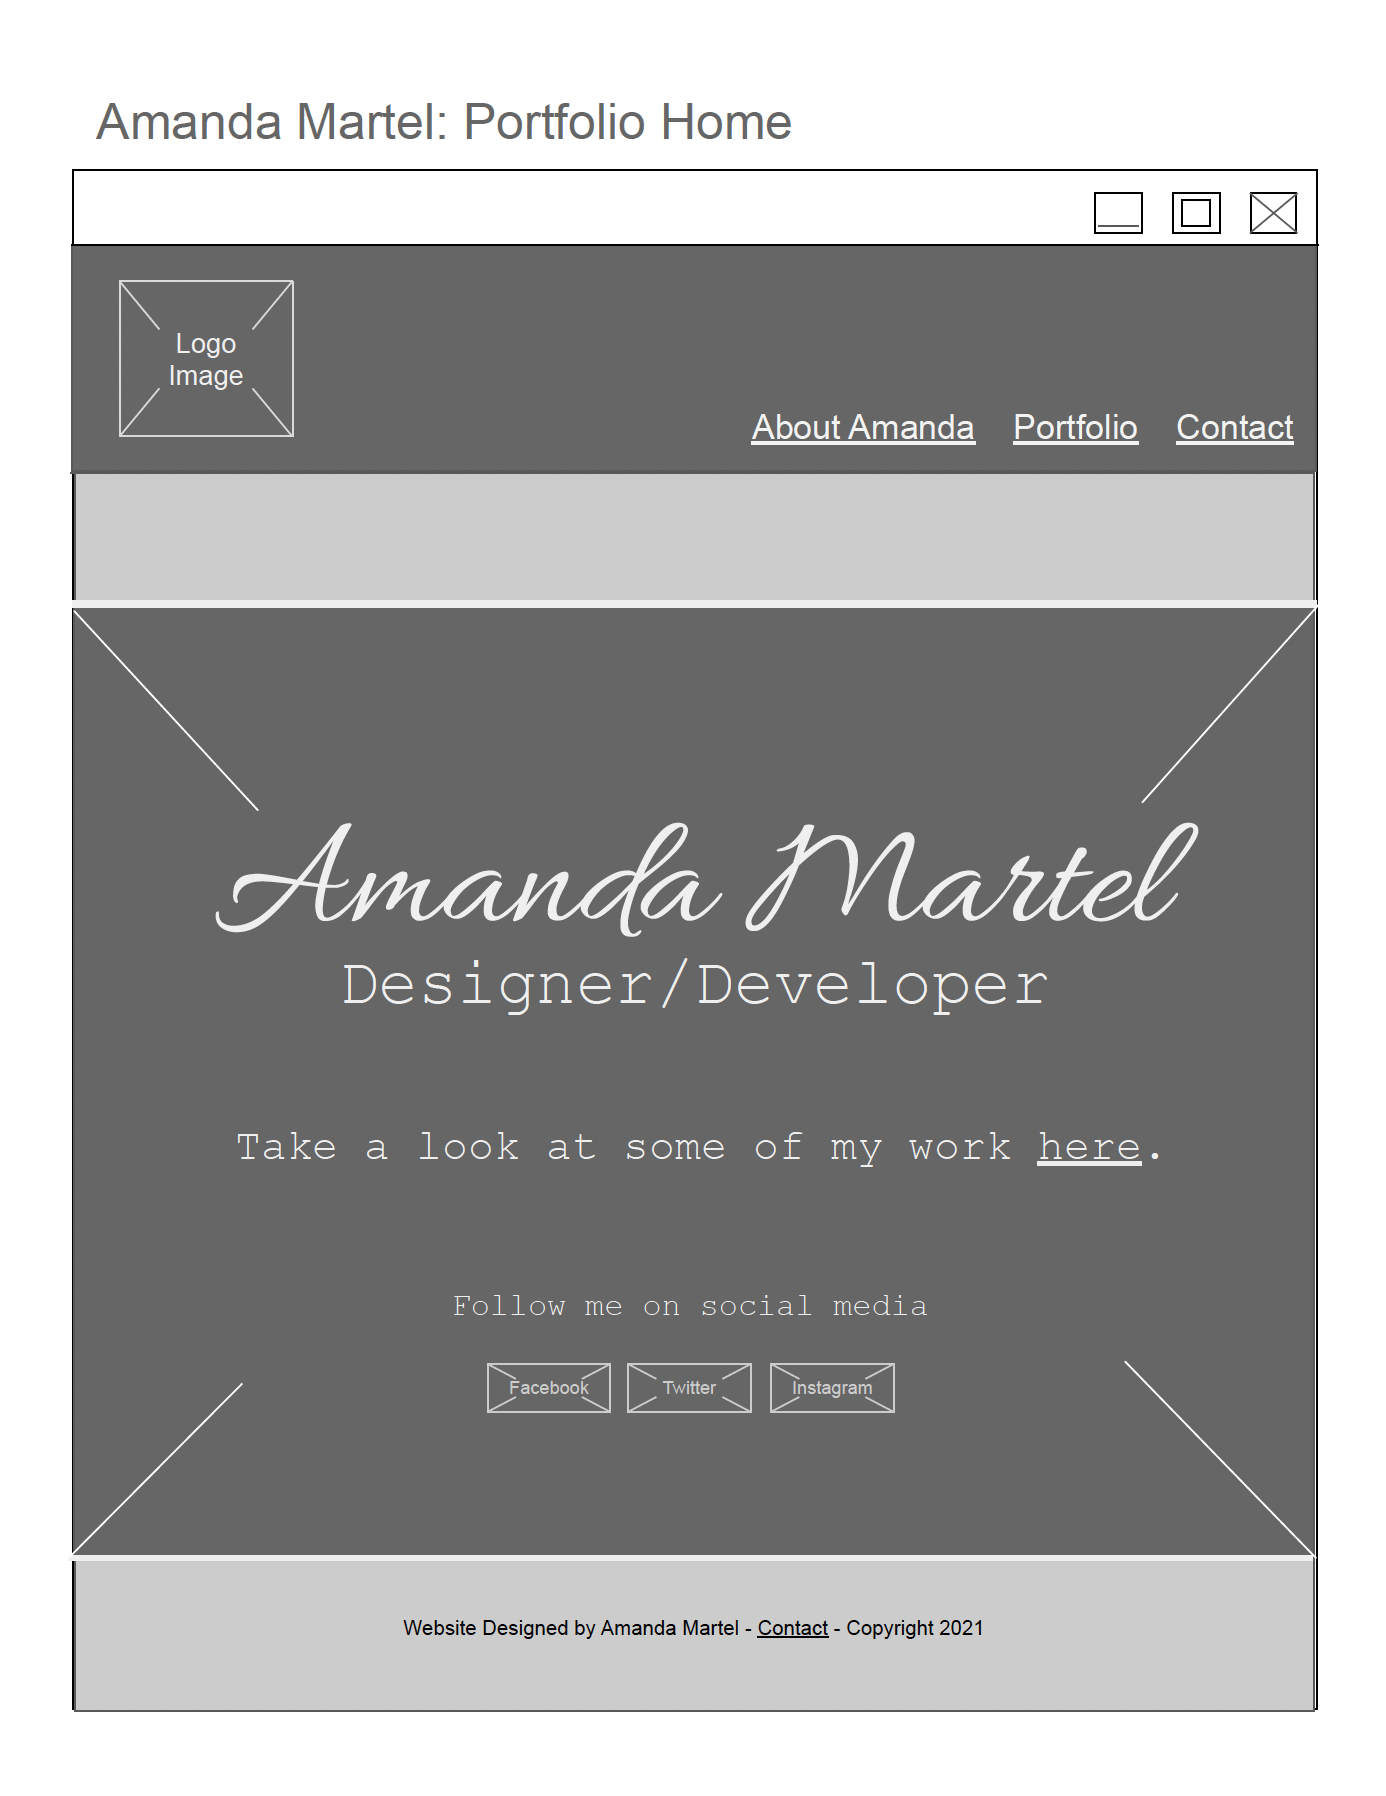 Amanda Martel: Portfolio Home
Logo
Image
About Amanda Portfolio Contact
Amanda Martel
Designer/Developer
Take a look at some of my work here.
Follow me on social media
Facebook Twitter Instagram
Website Designed by Amanda Martel - Contact - Copyright 2021